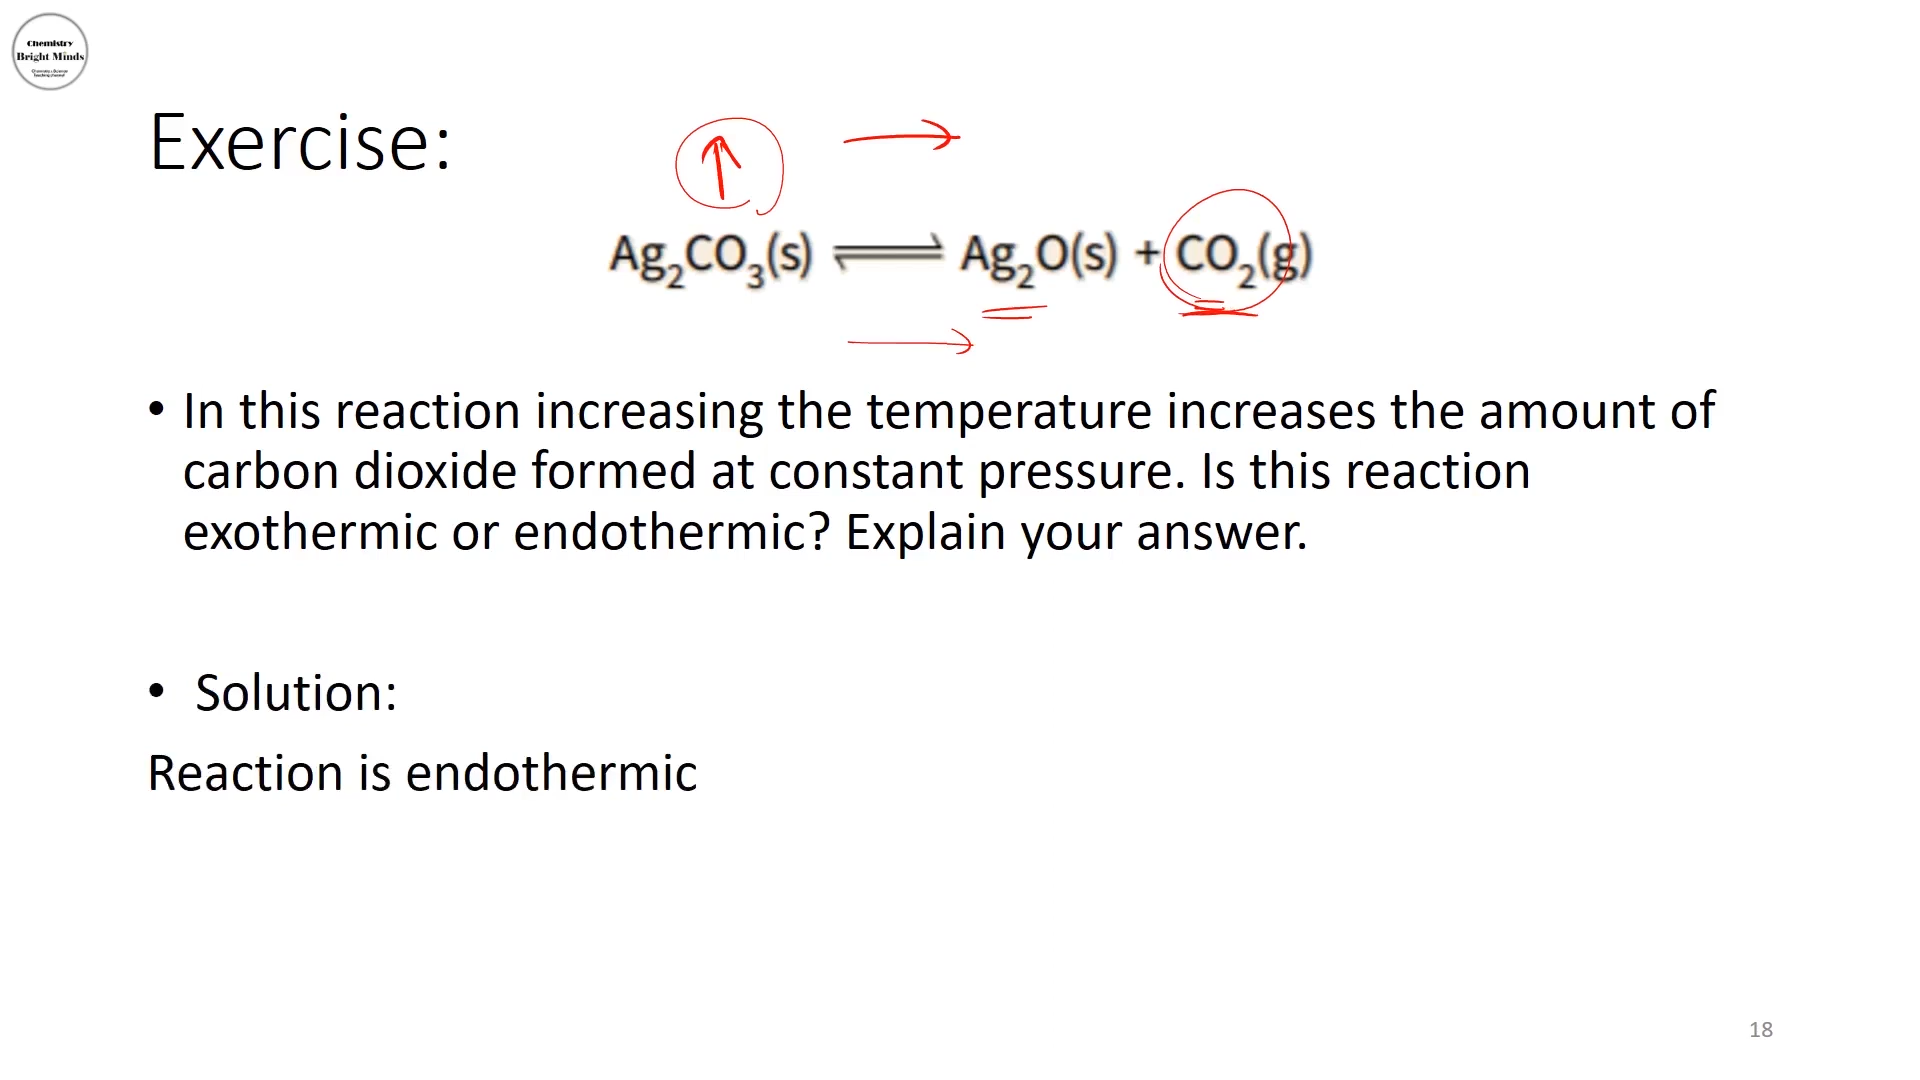 Chemistry
Bright Minds
Exercise:
Ag₂CO₃(s) ⇌ Ag₂O(s) + CO₂(g)
• In this reaction increasing the temperature increases the amount of
carbon dioxide formed at constant pressure. Is this reaction
exothermic or endothermic? Explain your answer.
• Solution:
Reaction is endothermic
18